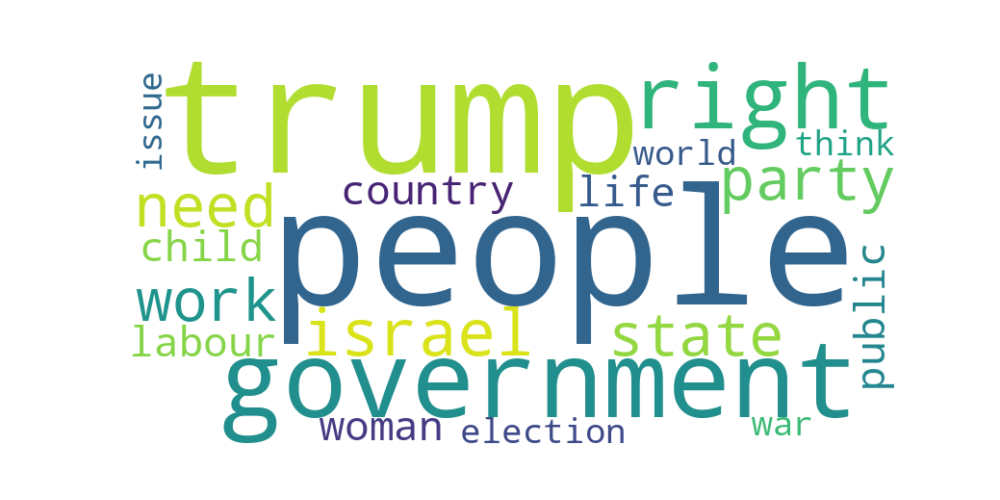 issue
trump
right
world
think
need
country
life
party
child
people
work
public
labour
israel
state
government
woman
election
war